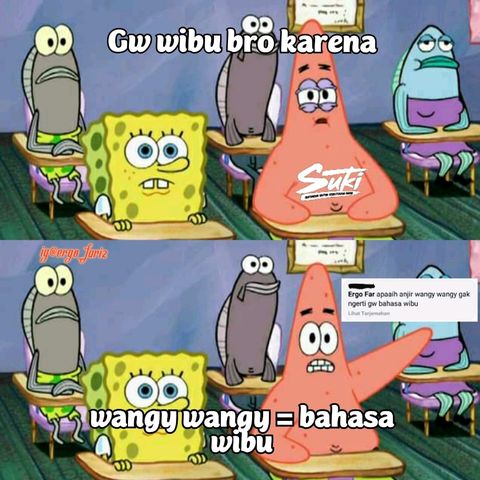 Gw wibu bro karena
Suki
ig@ergo_fariz
Ergo Far apaaih anjir wangy wangy gak
ngerti gw bahasa wibu
Lihat Terjemahan
wangy wangy = bahasa
wibu